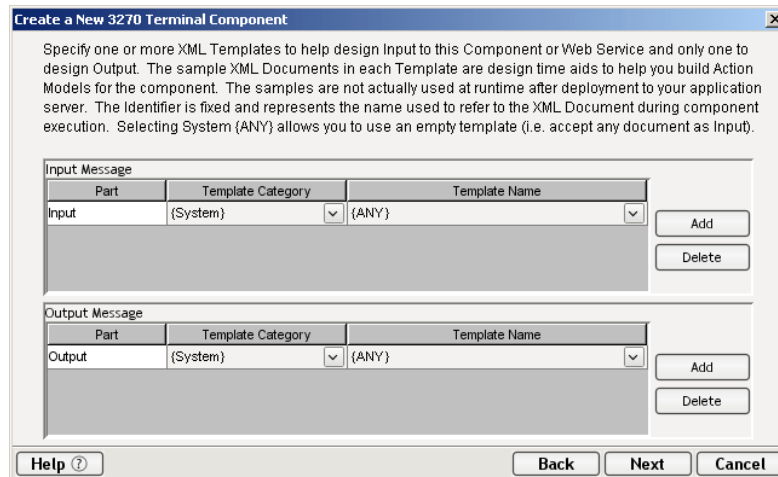 Create a New 3270 Terminal Component
Specify one or more XML Templates to help design Input to this Component or Web Service and only one to
design Output. The sample XML Documents in each Template are design time aids to help you build Action
Models for the component. The samples are not actually used at runtime after deployment to your application
server. The Identifier is fixed and represents the name used to refer to the XML Document during component
execution. Selecting System {ANY} allows you to use an empty template (i.e. accept any document as Input).
Input Message
Part Template Category Template Name
Input {System} {ANY}
Add
Delete
Output Message
Part Template Category Template Name
Output {System} {ANY}
Add
Delete
Help ? Back Next Cancel